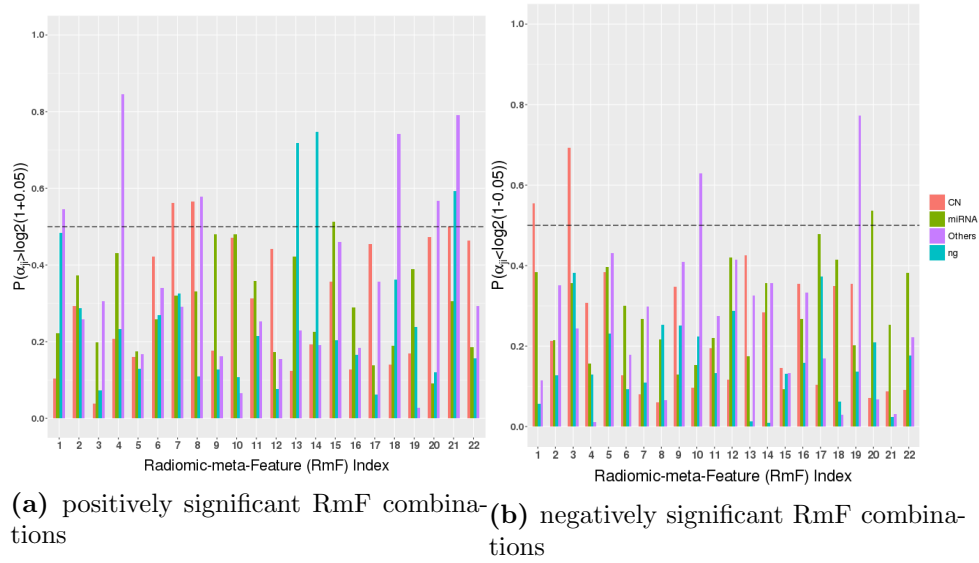 P(αji>log2(1+0.05))
1.0
0.8
0.6
0.4
0.2
0.0
1 2 3 4 5 6 7 8 9 10 11 12 13 14 15 16 17 18 19 20 21 22
Radiomic-meta-Feature (RmF) Index
(a) positively significant RmF combina-
tions
P(αji<log2(1-0.05))
1.0
0.8
0.6
0.4
0.2
0.0
1 2 3 4 5 6 7 8 9 10 11 12 13 14 15 16 17 18 19 20 21 22
Radiomic-meta-Feature (RmF) Index
CN
miRNA
Others
ng
(b) negatively significant RmF combina-
tions